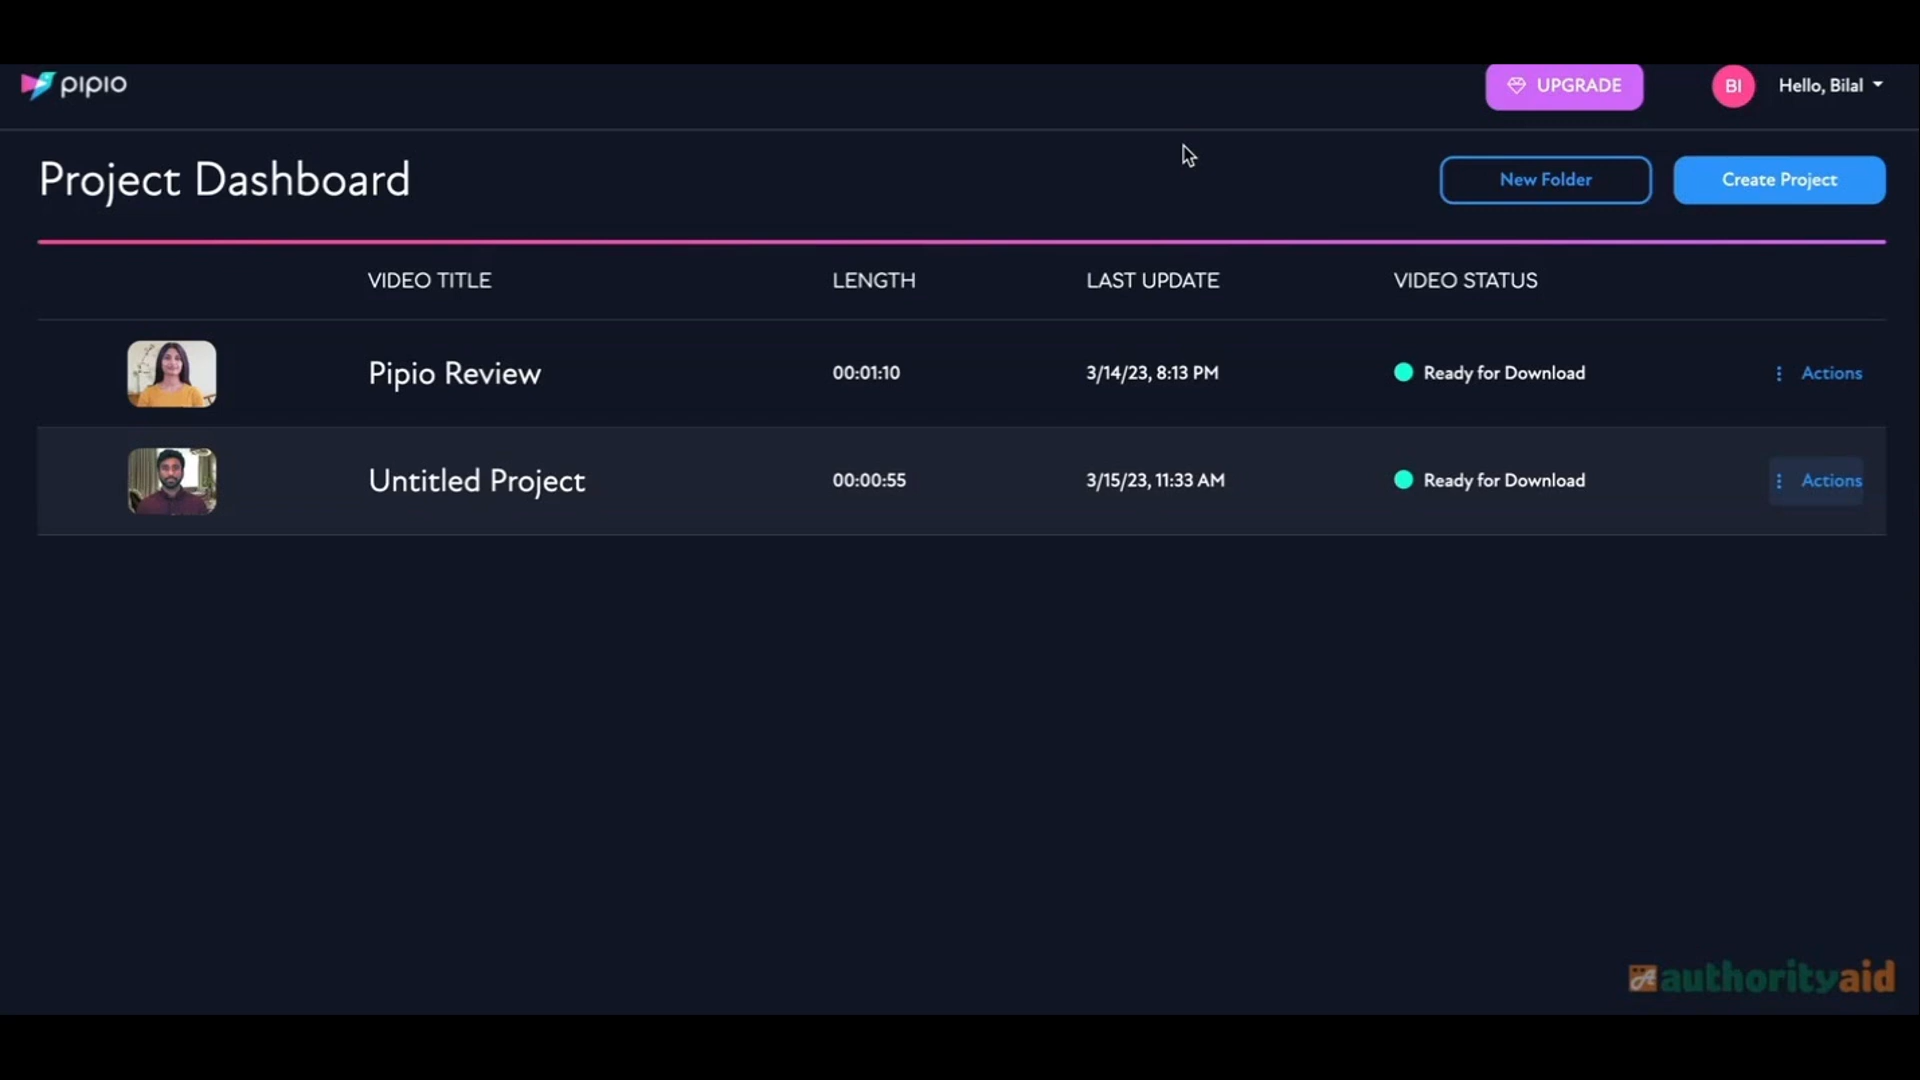 pipio
UPGRADE
BI
Hello, Bilal
Project Dashboard
New Folder
Create Project
VIDEO TITLE
LENGTH
LAST UPDATE
VIDEO STATUS
Pipio Review
00:01:10
3/14/23, 8:13 PM
Ready for Download
Actions
Untitled Project
00:00:55
3/15/23, 11:33 AM
Ready for Download
Actions
authorityaid